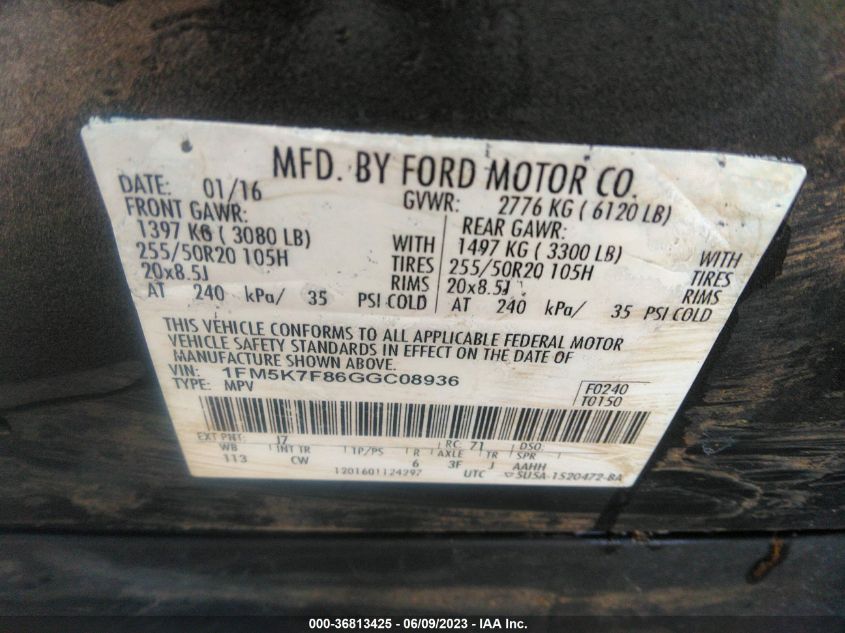 MFD. BY FORD MOTOR CO.
DATE: 01/16 GVWR: 2776 KG ( 6120 LB)
FRONT GAWR: REAR GAWR:
1397 KG ( 3080 LB) WITH 1497 KG ( 3300 LB) WITH
255/50R20 105H TIRES 255/50R20 105H TIRES
20x8.5J RIMS 20x8.5J RIMS
AT 240 kPa/ 35 PSI COLD AT 240 kPa/ 35 PSI COLD
THIS VEHICLE CONFORMS TO ALL APPLICABLE FEDERAL MOTOR
VEHICLE SAFETY STANDARDS IN EFFECT ON THE DATE OF
MANUFACTURE SHOWN ABOVE.
VIN: 1FM5K7F86GGC08936 F0240
TYPE: MPV T0150
EXT PNT: J7 RC: 71 DSO:
WB INT TR TP/PS R AXLE TR SPR
113 CW 6 3F J AAHH
1201601124297 UTC ▽5U5A-1520472-BA
000-36813425 - 06/09/2023 - IAA Inc.